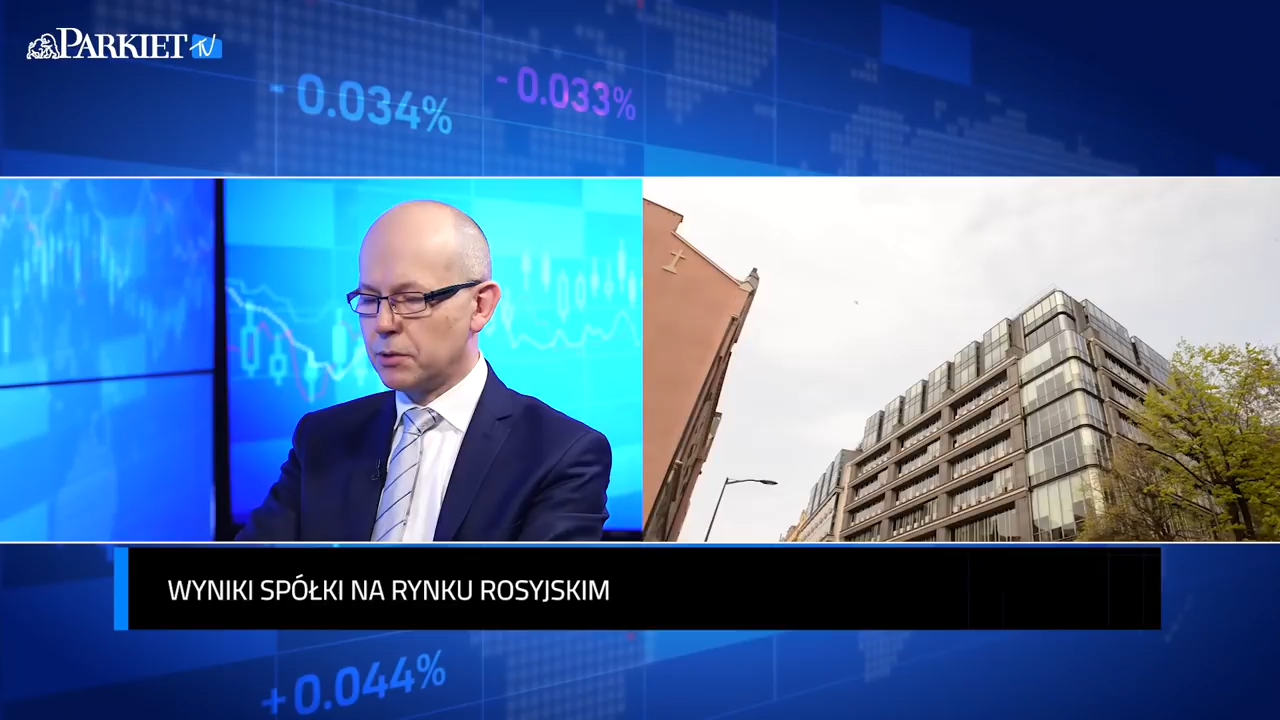 PARKIET TV
- 0.034%
- 0.033%
WYNIKI SPÓŁKI NA RYNKU ROSYJSKIM
+ 0.044%